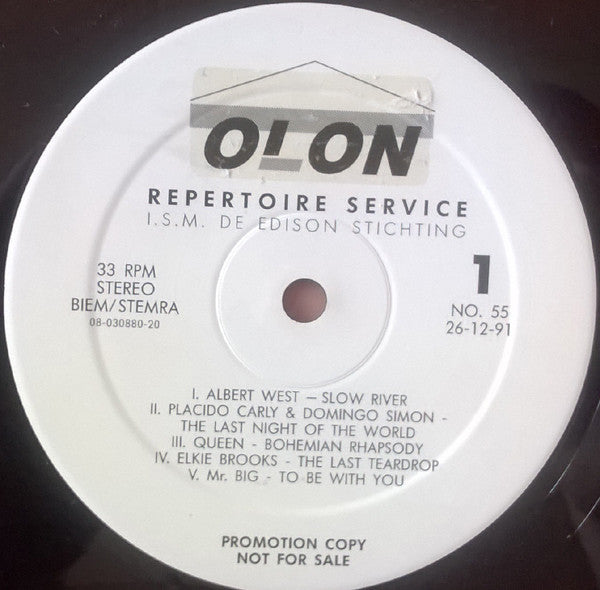 OLON
REPERTOIRE SERVICE
I.S.M. DE EDISON STICHTING
33 RPM
STEREO
BIEM/STEMRA
08-030880-20
1
NO. 55
26-12-91
I. ALBERT WEST – SLOW RIVER
II. PLACIDO CARLY & DOMINGO SIMON -
THE LAST NIGHT OF THE WORLD
III. QUEEN - BOHEMIAN RHAPSODY
IV. ELKIE BROOKS - THE LAST TEARDROP
V. Mr. BIG - TO BE WITH YOU
PROMOTION COPY
NOT FOR SALE